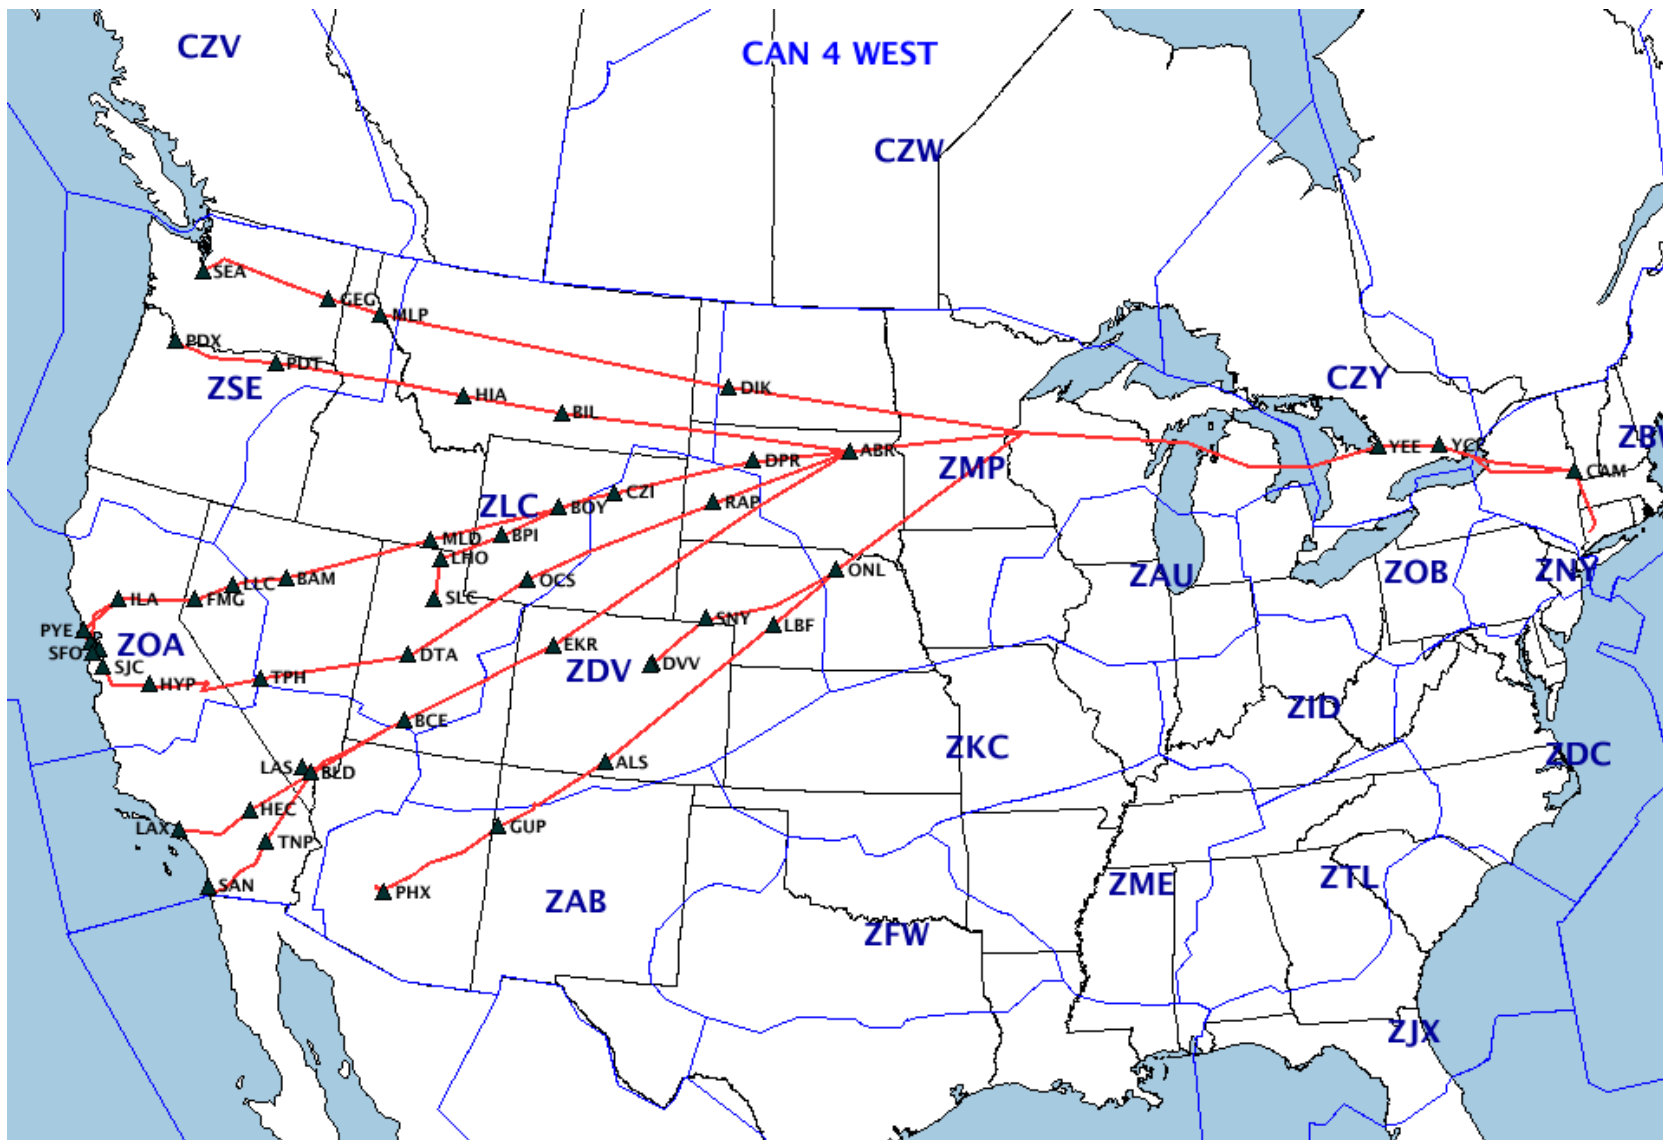 CZV
CAN 4 WEST
CZW
SEA
GEG
MLP
PDX
PDT
ZSE
HIA
BIL
DIK
CZY
ABR
ZMP
YEE
CAM
DPR
CZI
RAP
ZLC
BOY
BPI
MLD
LHO
OCS
SLC
BAM
LLC
FMG
ILA
PYE
SFO
ZOA
SJC
HYP
TPH
DTA
EKR
ZDV
DVV
SNY
LBF
ONL
ZAU
ZOB
ZNY
BCE
ZID
ZKC
ZDC
ALS
LAS
BLD
HEC
LAX
TNP
GUP
SAN
PHX
ZAB
ZFW
ZME
ZTL
ZJX